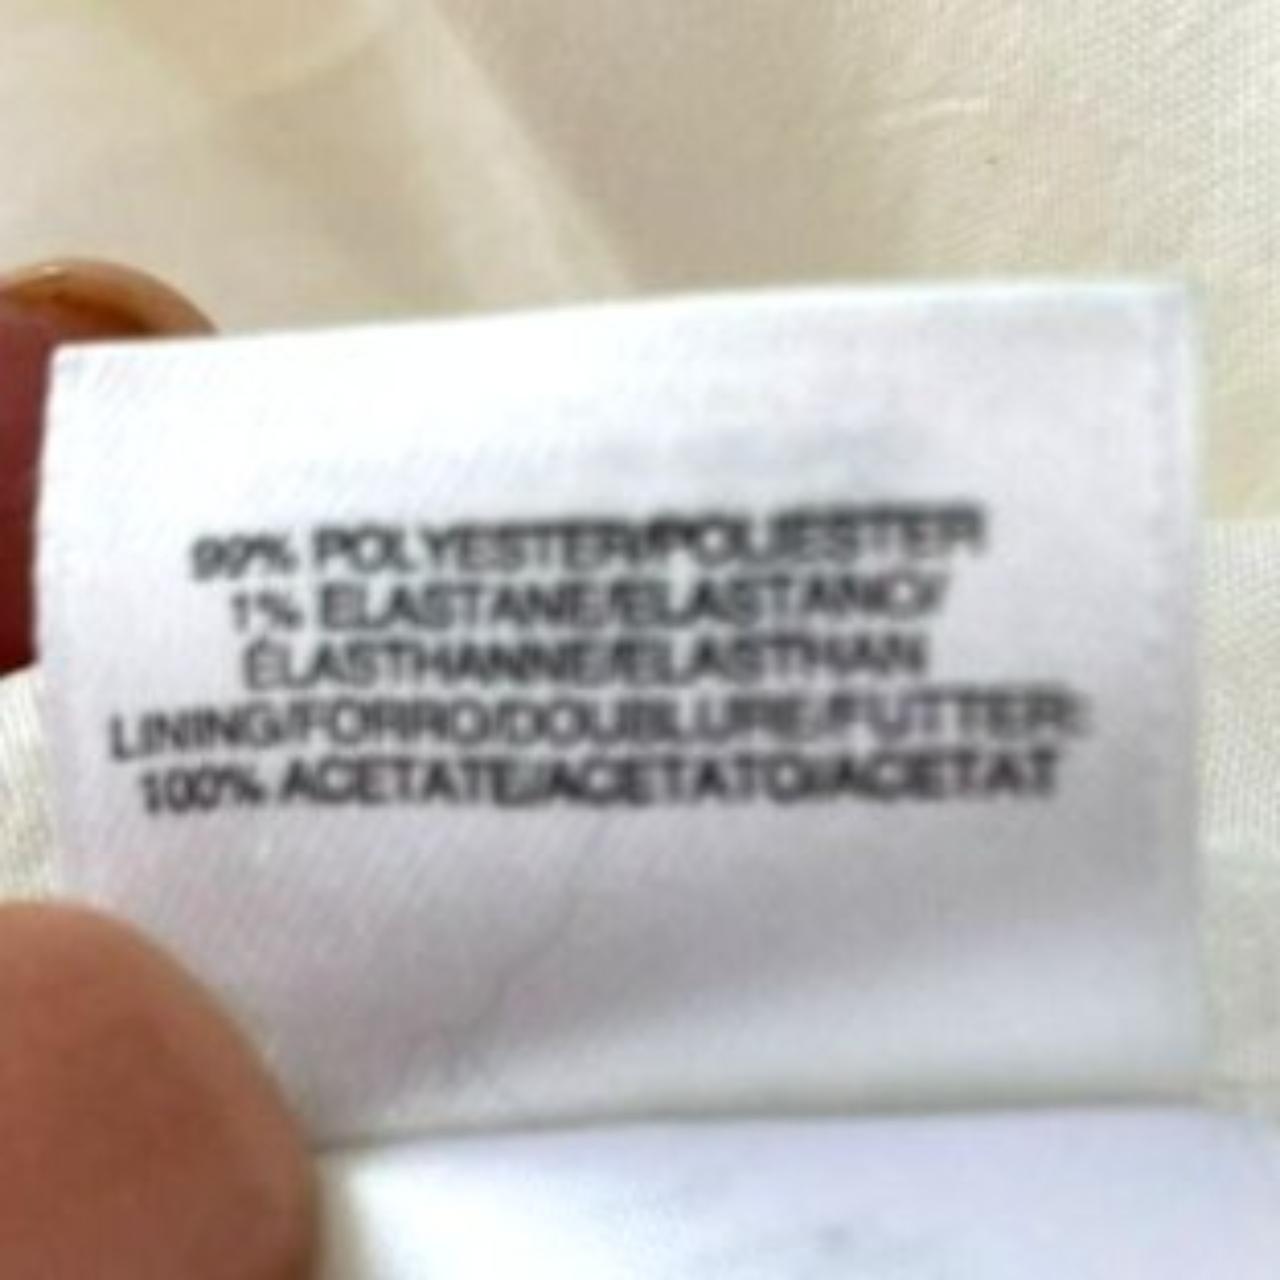 99% POLYESTER/POLIESTER
1% ELASTANE/ELASTANO/
ÉLASTHANNE/ELASTHAN
LINING/FORRO/DOUBLURE/FUTTER:
100% ACETATE/ACETATO/ACETAT